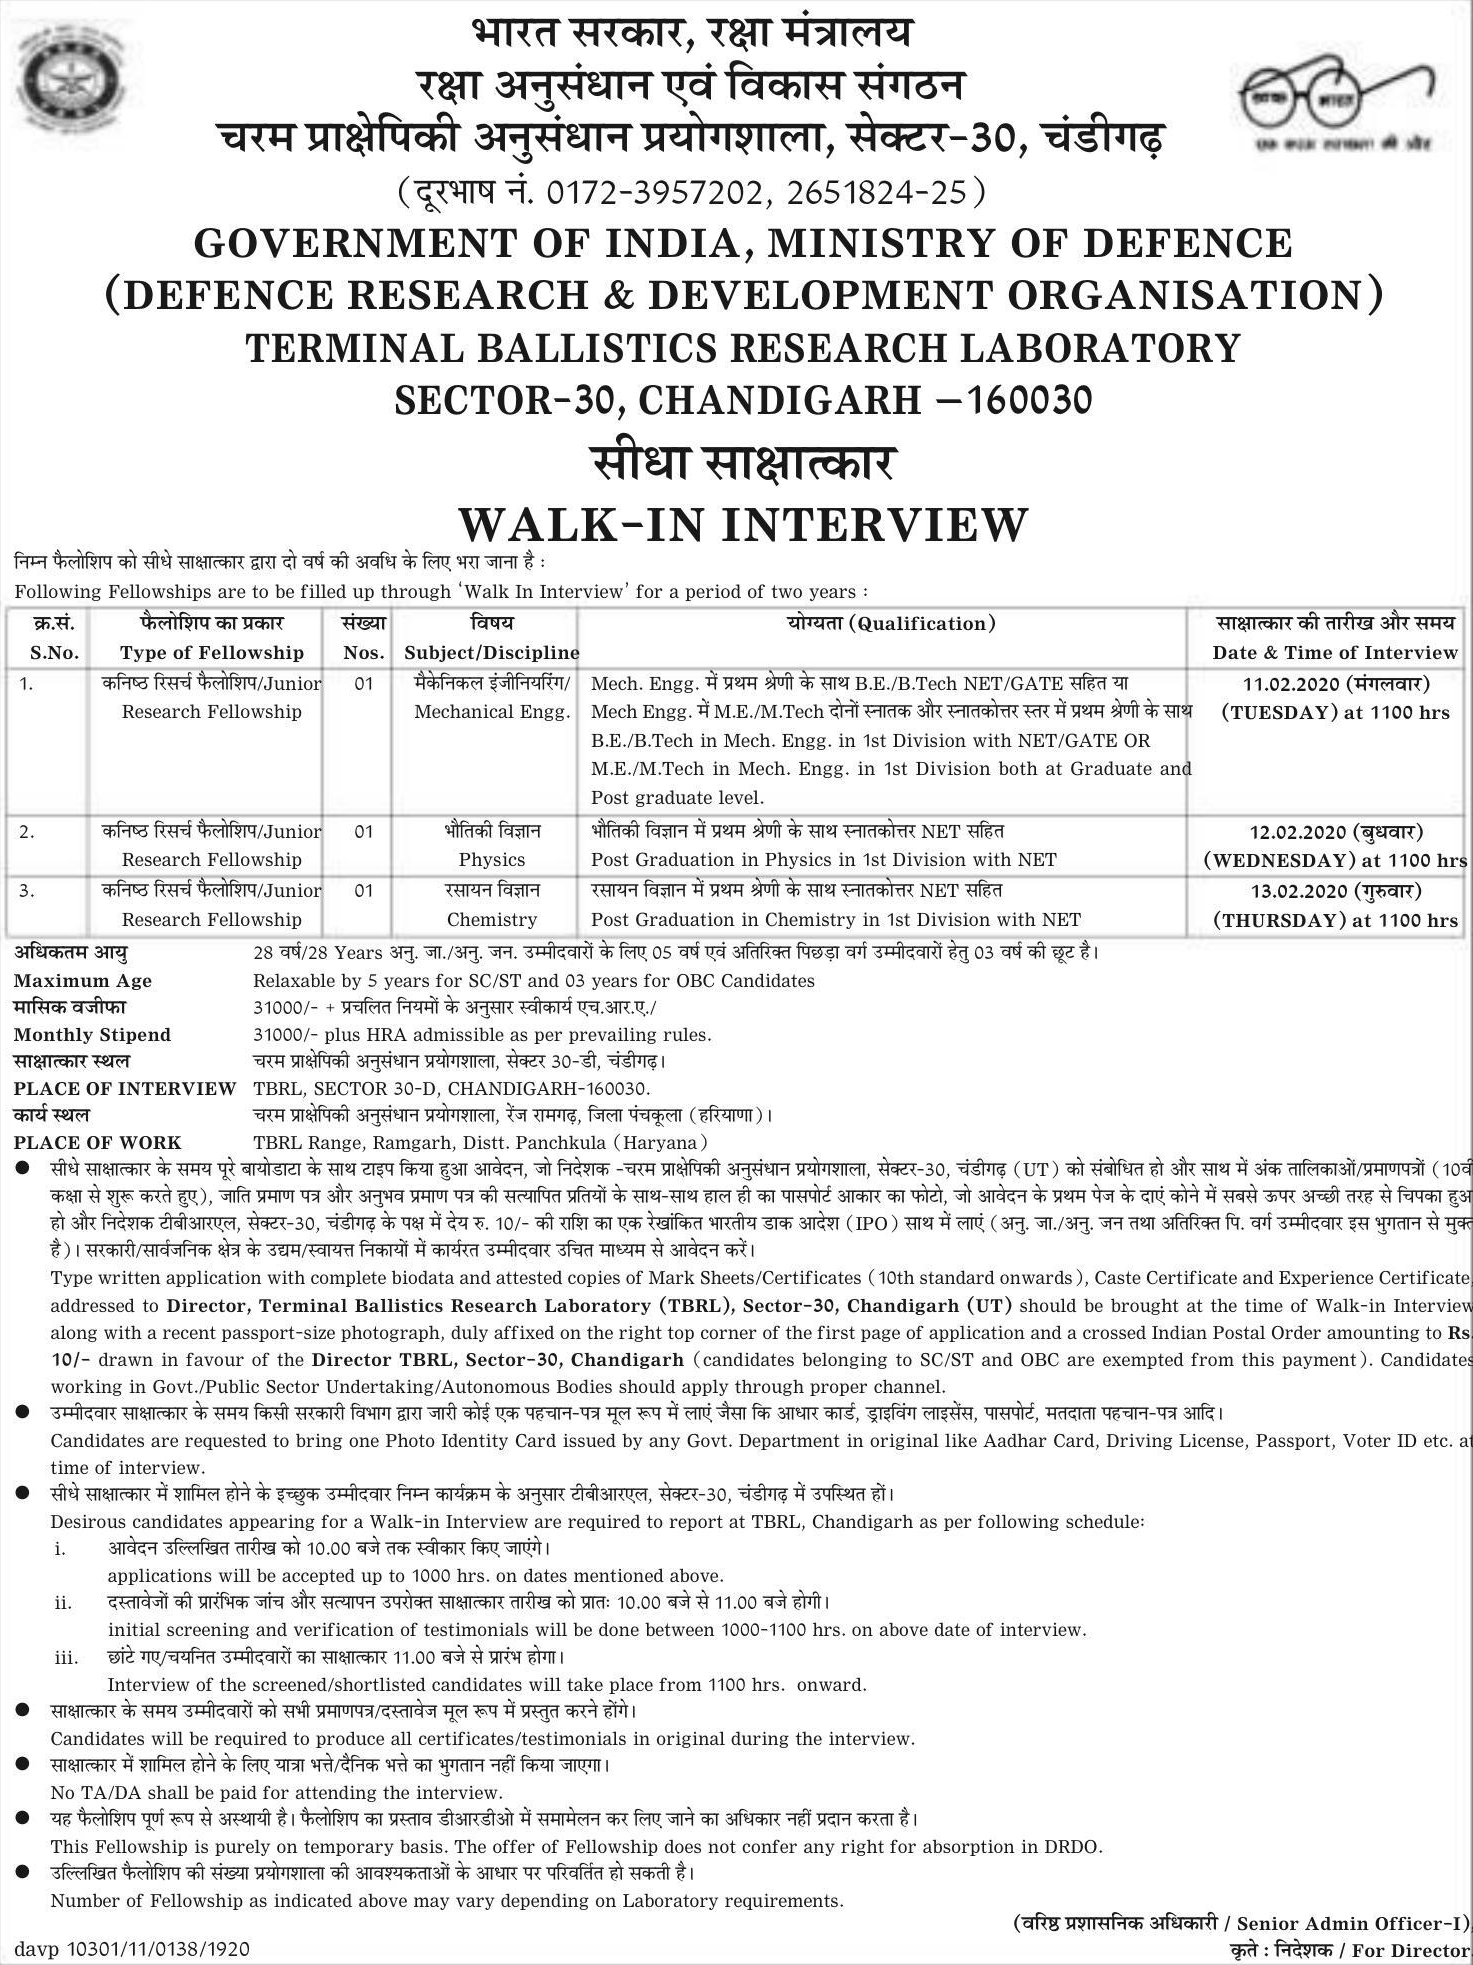 भारत सरकार, रक्षा मंत्रालय
रक्षा अनुसंधान एवं विकास संगठन
चरम प्राक्षेपिकी अनुसंधान प्रयोगशाला, सेक्टर-30, चंडीगढ़
(दूरभाष नं. 0172-3957202, 2651824-25)
GOVERNMENT OF INDIA, MINISTRY OF DEFENCE
(DEFENCE RESEARCH & DEVELOPMENT ORGANISATION)
TERMINAL BALLISTICS RESEARCH LABORATORY
SECTOR-30, CHANDIGARH –160030
सीधा साक्षात्कार
WALK-IN INTERVIEW
निम्न फैलोशिप को सीधे साक्षात्कार द्वारा दो वर्ष की अवधि के लिए भरा जाना है :
Following Fellowships are to be filled up through ‘Walk In Interview’ for a period of two years :
क्र.सं. फैलोशिप का प्रकार संख्या विषय योग्यता (Qualification) साक्षात्कार की तारीख और समय
S.No. Type of Fellowship Nos. Subject/Discipline Date & Time of Interview
1. कनिष्ठ रिसर्च फैलोशिप/Junior 01 मैकेनिकल इंजीनियरिंग/ Mech. Engg. में प्रथम श्रेणी के साथ B.E./B.Tech NET/GATE सहित या 11.02.2020 (मंगलवार)
Research Fellowship Mechanical Engg. Mech Engg. में M.E./M.Tech दोनों स्नातक और स्नातकोत्तर स्तर में प्रथम श्रेणी के साथ (TUESDAY) at 1100 hrs
B.E./B.Tech in Mech. Engg. in 1st Division with NET/GATE OR
M.E./M.Tech in Mech. Engg. in 1st Division both at Graduate and
Post graduate level.
2. कनिष्ठ रिसर्च फैलोशिप/Junior 01 भौतिकी विज्ञान भौतिकी विज्ञान में प्रथम श्रेणी के साथ स्नातकोत्तर NET सहित 12.02.2020 (बुधवार)
Research Fellowship Physics Post Graduation in Physics in 1st Division with NET (WEDNESDAY) at 1100 hrs
3. कनिष्ठ रिसर्च फैलोशिप/Junior 01 रसायन विज्ञान रसायन विज्ञान में प्रथम श्रेणी के साथ स्नातकोत्तर NET सहित 13.02.2020 (गुरुवार)
Research Fellowship Chemistry Post Graduation in Chemistry in 1st Division with NET (THURSDAY) at 1100 hrs
अधिकतम आयु 28 वर्ष/28 Years अनु. जा./अनु. जन. उम्मीदवारों के लिए 05 वर्ष एवं अतिरिक्त पिछड़ा वर्ग उम्मीदवारों हेतु 03 वर्ष की छूट है।
Maximum Age Relaxable by 5 years for SC/ST and 03 years for OBC Candidates
मासिक वजीफा 31000/- + प्रचलित नियमों के अनुसार स्वीकार्य एच.आर.ए./
Monthly Stipend 31000/- plus HRA admissible as per prevailing rules.
साक्षात्कार स्थल चरम प्राक्षेपिकी अनुसंधान प्रयोगशाला, सेक्टर 30-डी, चंडीगढ़।
PLACE OF INTERVIEW TBRL, SECTOR 30-D, CHANDIGARH-160030.
कार्य स्थल चरम प्राक्षेपिकी अनुसंधान प्रयोगशाला, रेंज रामगढ़, जिला पंचकूला (हरियाणा)।
PLACE OF WORK TBRL Range, Ramgarh, Distt. Panchkula (Haryana)
● सीधे साक्षात्कार के समय पूरे बायोडाटा के साथ टाइप किया हुआ आवेदन, जो निदेशक -चरम प्राक्षेपिकी अनुसंधान प्रयोगशाला, सेक्टर-30, चंडीगढ़ (UT) को संबोधित हो और साथ में अंक तालिकाओं/प्रमाणपत्रों (10वीं
कक्षा से शुरू करते हुए), जाति प्रमाण पत्र और अनुभव प्रमाण पत्र की सत्यापित प्रतियों के साथ-साथ हाल ही का पासपोर्ट आकार का फोटो, जो आवेदन के प्रथम पेज के दाएं कोने में सबसे ऊपर अच्छी तरह से चिपका हुआ
हो और निदेशक टीबीआरएल, सेक्टर-30, चंडीगढ़ के पक्ष में देय रु. 10/- की राशि का एक रेखांकित भारतीय डाक आदेश (IPO) साथ में लाएं (अनु. जा./अनु. जन तथा अतिरिक्त पि. वर्ग उम्मीदवार इस भुगतान से मुक्त
है)। सरकारी/सार्वजनिक क्षेत्र के उद्यम/स्वायत्त निकायों में कार्यरत उम्मीदवार उचित माध्यम से आवेदन करें।
Type written application with complete biodata and attested copies of Mark Sheets/Certificates (10th standard onwards), Caste Certificate and Experience Certificate,
addressed to Director, Terminal Ballistics Research Laboratory (TBRL), Sector-30, Chandigarh (UT) should be brought at the time of Walk-in Interview
along with a recent passport-size photograph, duly affixed on the right top corner of the first page of application and a crossed Indian Postal Order amounting to Rs.
10/- drawn in favour of the Director TBRL, Sector-30, Chandigarh (candidates belonging to SC/ST and OBC are exempted from this payment). Candidates
working in Govt./Public Sector Undertaking/Autonomous Bodies should apply through proper channel.
● उम्मीदवार साक्षात्कार के समय किसी सरकारी विभाग द्वारा जारी कोई एक पहचान-पत्र मूल रूप में लाएं जैसा कि आधार कार्ड, ड्राइविंग लाइसेंस, पासपोर्ट, मतदाता पहचान-पत्र आदि।
Candidates are requested to bring one Photo Identity Card issued by any Govt. Department in original like Aadhar Card, Driving License, Passport, Voter ID etc. at
time of interview.
● सीधे साक्षात्कार में शामिल होने के इच्छुक उम्मीदवार निम्न कार्यक्रम के अनुसार टीबीआरएल, सेक्टर-30, चंडीगढ़ में उपस्थित हों।
Desirous candidates appearing for a Walk-in Interview are required to report at TBRL, Chandigarh as per following schedule:
i. आवेदन उल्लिखित तारीख को 10.00 बजे तक स्वीकार किए जाएंगे।
applications will be accepted up to 1000 hrs. on dates mentioned above.
ii. दस्तावेजों की प्रारंभिक जांच और सत्यापन उपरोक्त साक्षात्कार तारीख को प्रातः 10.00 बजे से 11.00 बजे होगी।
initial screening and verification of testimonials will be done between 1000-1100 hrs. on above date of interview.
iii. छांटे गए/चयनित उम्मीदवारों का साक्षात्कार 11.00 बजे से प्रारंभ होगा।
Interview of the screened/shortlisted candidates will take place from 1100 hrs. onward.
● साक्षात्कार के समय उम्मीदवारों को सभी प्रमाणपत्र/दस्तावेज मूल रूप में प्रस्तुत करने होंगे।
Candidates will be required to produce all certificates/testimonials in original during the interview.
● साक्षात्कार में शामिल होने के लिए यात्रा भत्ते/दैनिक भत्ते का भुगतान नहीं किया जाएगा।
No TA/DA shall be paid for attending the interview.
● यह फैलोशिप पूर्ण रूप से अस्थायी है। फैलोशिप का प्रस्ताव डीआरडीओ में समामेलन कर लिए जाने का अधिकार नहीं प्रदान करता है।
This Fellowship is purely on temporary basis. The offer of Fellowship does not confer any right for absorption in DRDO.
● उल्लिखित फैलोशिप की संख्या प्रयोगशाला की आवश्यकताओं के आधार पर परिवर्तित हो सकती है।
Number of Fellowship as indicated above may vary depending on Laboratory requirements.
(वरिष्ठ प्रशासनिक अधिकारी / Senior Admin Officer-I)
davp 10301/11/0138/1920 कृते : निदेशक / For Director